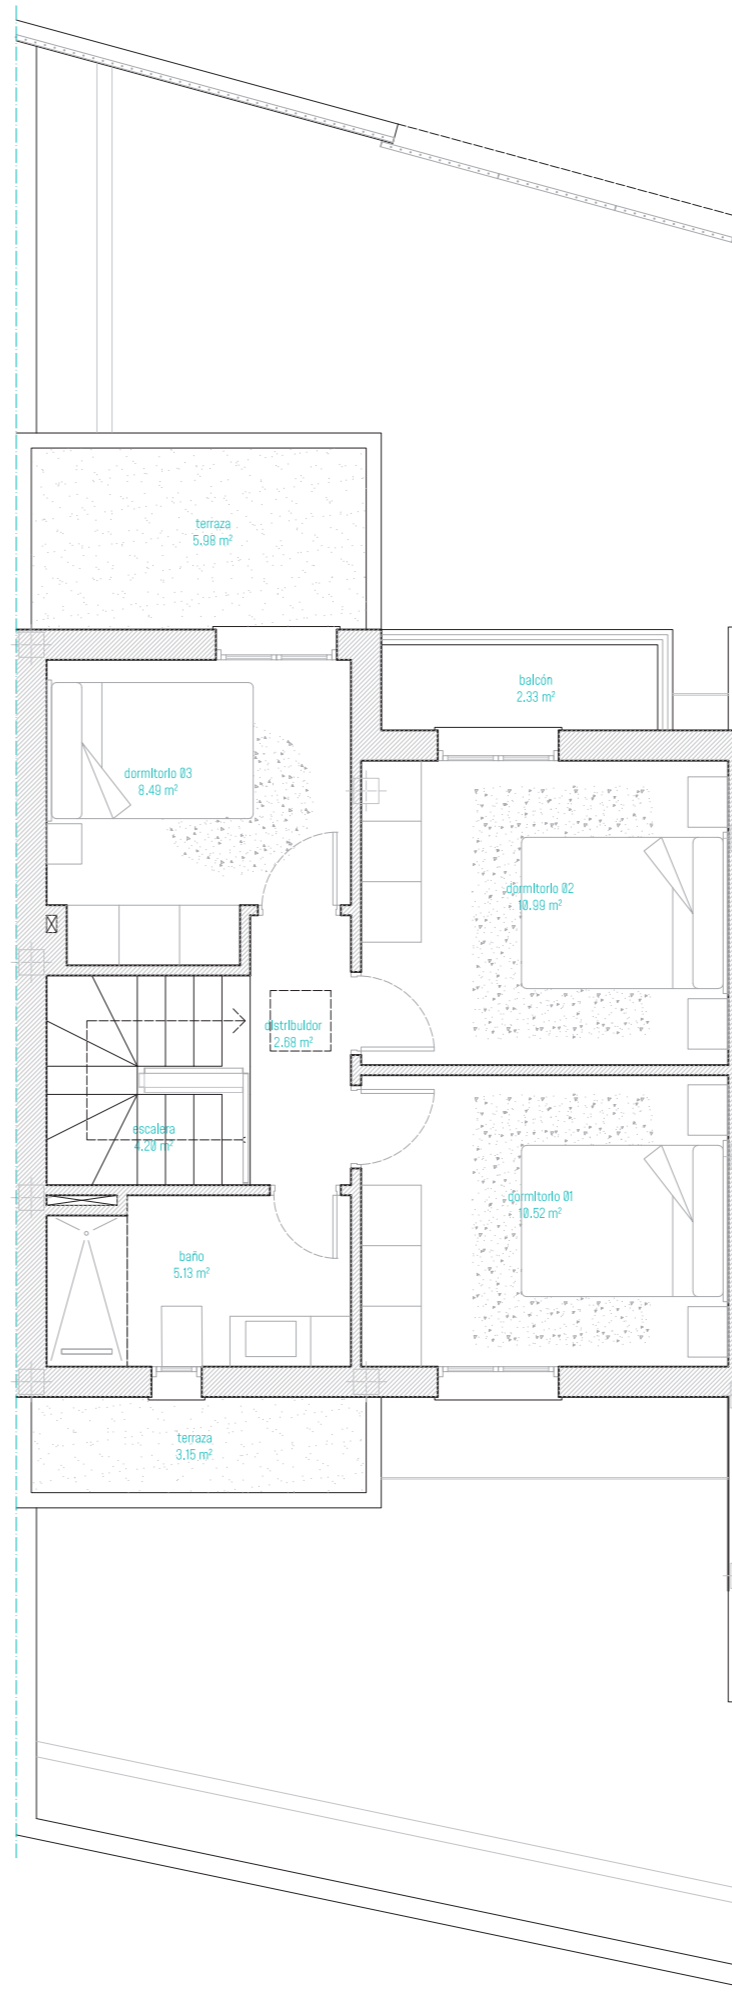 terraza
5.98 m²
balcón
2.33 m²
dormitorio 03
8.49 m²
dormitorio 02
10.99 m²
distribuidor
2.68 m²
escalera
4.20 m²
dormitorio 01
10.52 m²
baño
5.13 m²
terraza
3.15 m²